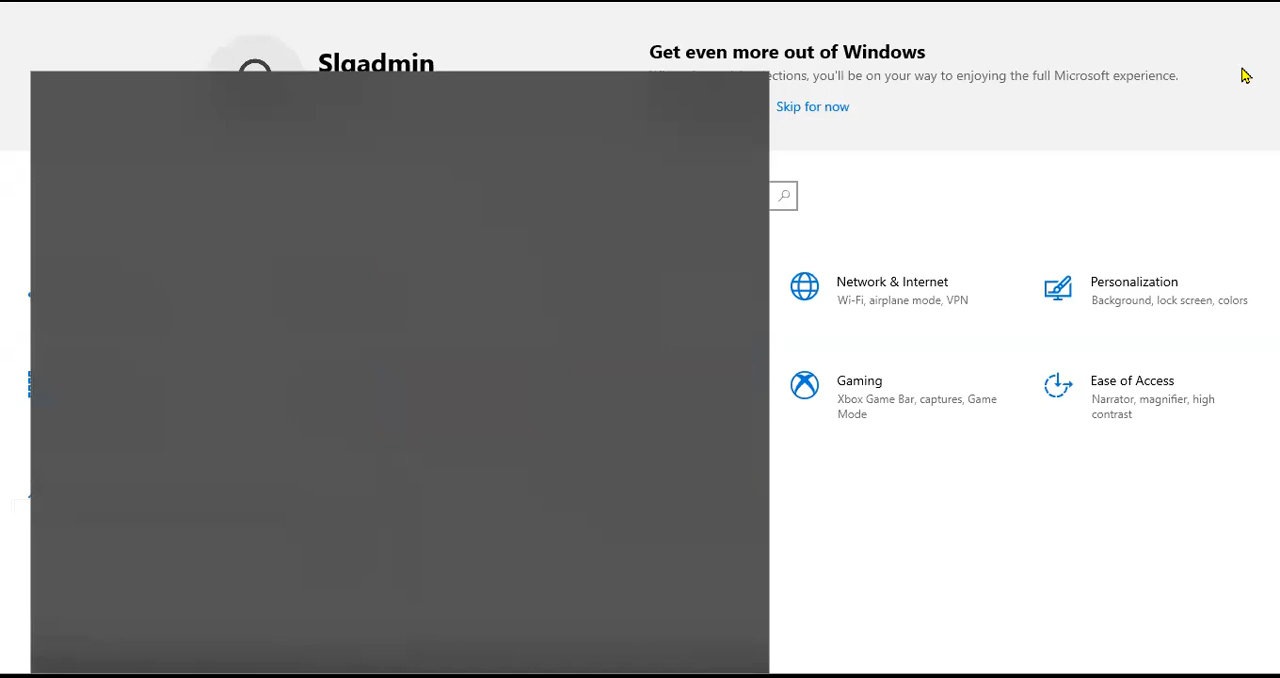 Slgadmin
Get even more out of Windows
ections, you'll be on your way to enjoying the full Microsoft experience.
Skip for now
Network & Internet
Wi-Fi, airplane mode, VPN
Personalization
Background, lock screen, colors
Gaming
Xbox Game Bar, captures, Game
Mode
Ease of Access
Narrator, magnifier, high
contrast